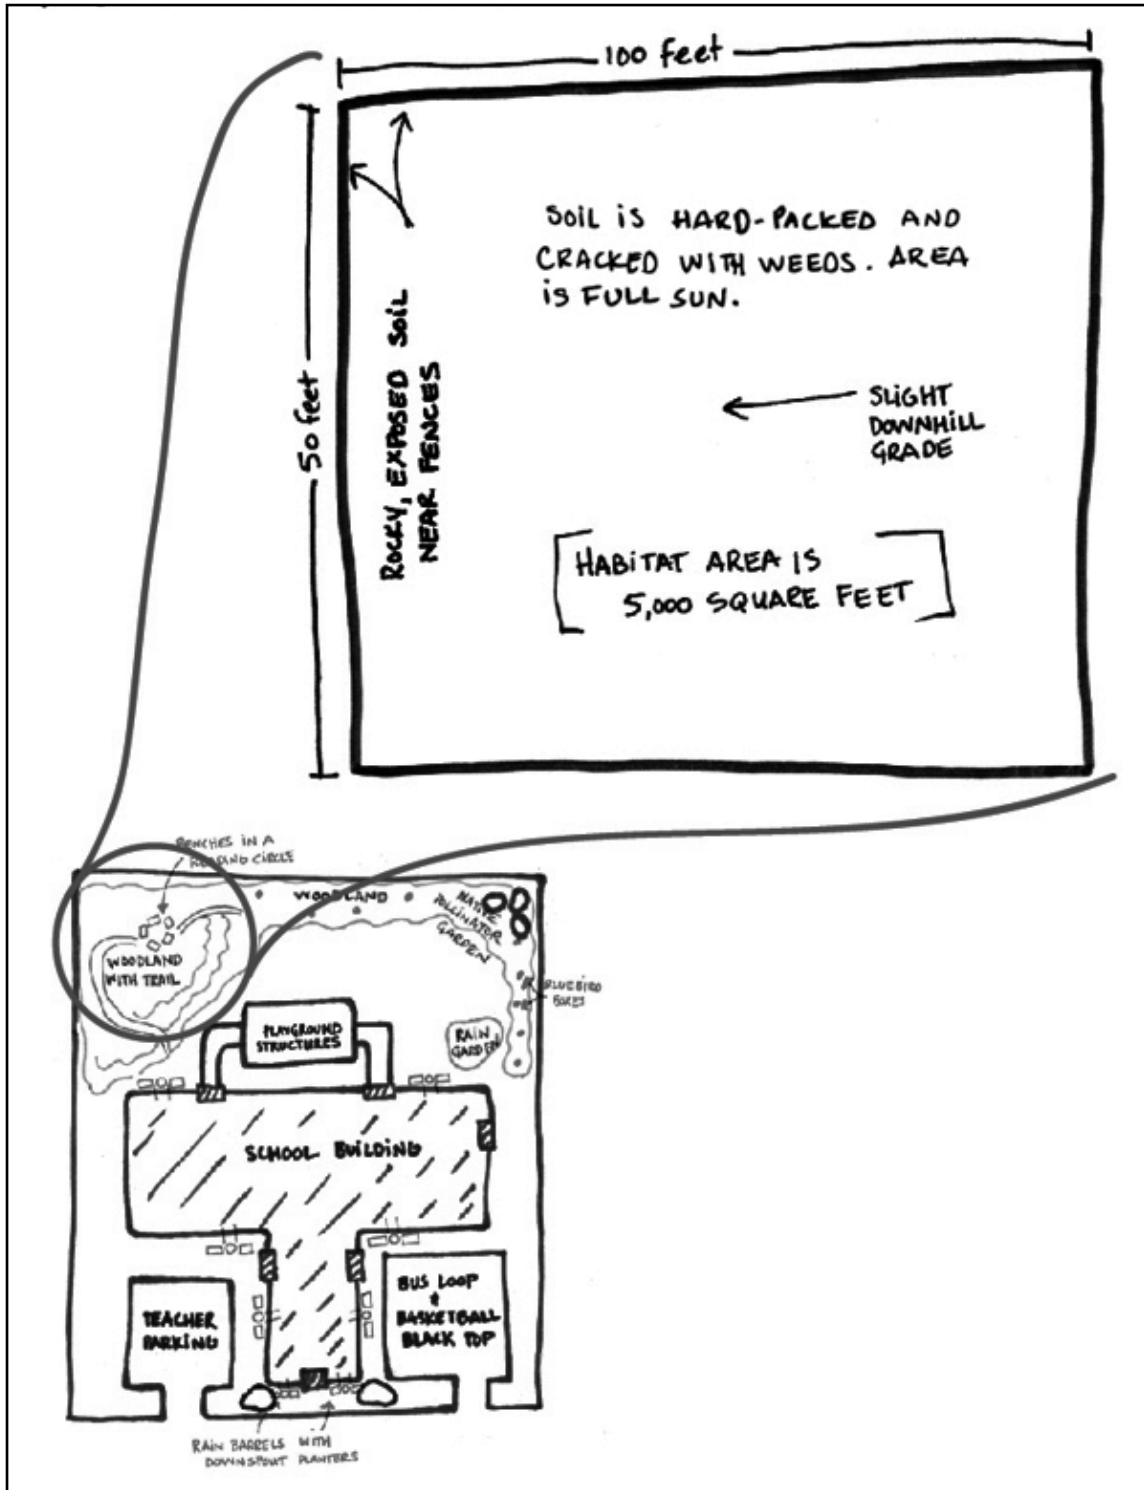 100 feet
SOIL IS HARD-PACKED AND
CRACKED WITH WEEDS. AREA
IS FULL SUN.
50 feet
ROCKY, EXPOSED SOIL
NEAR FENCES
SLIGHT
DOWNHILL
GRADE
HABITAT AREA IS
5,000 SQUARE FEET
BENCHES IN A
READING CIRCLE
WOODLAND
NATIVE
POLLINATOR
GARDEN
WOODLAND
WITH TRAIL
BLUEBIRD
BOXES
PLAYGROUND
STRUCTURES
RAIN
GARDEN
SCHOOL BUILDING
TEACHER
PARKING
BUS LOOP
+
BASKETBALL
BLACK TOP
RAIN BARRELS WITH
DOWNSPOUT PLANTERS